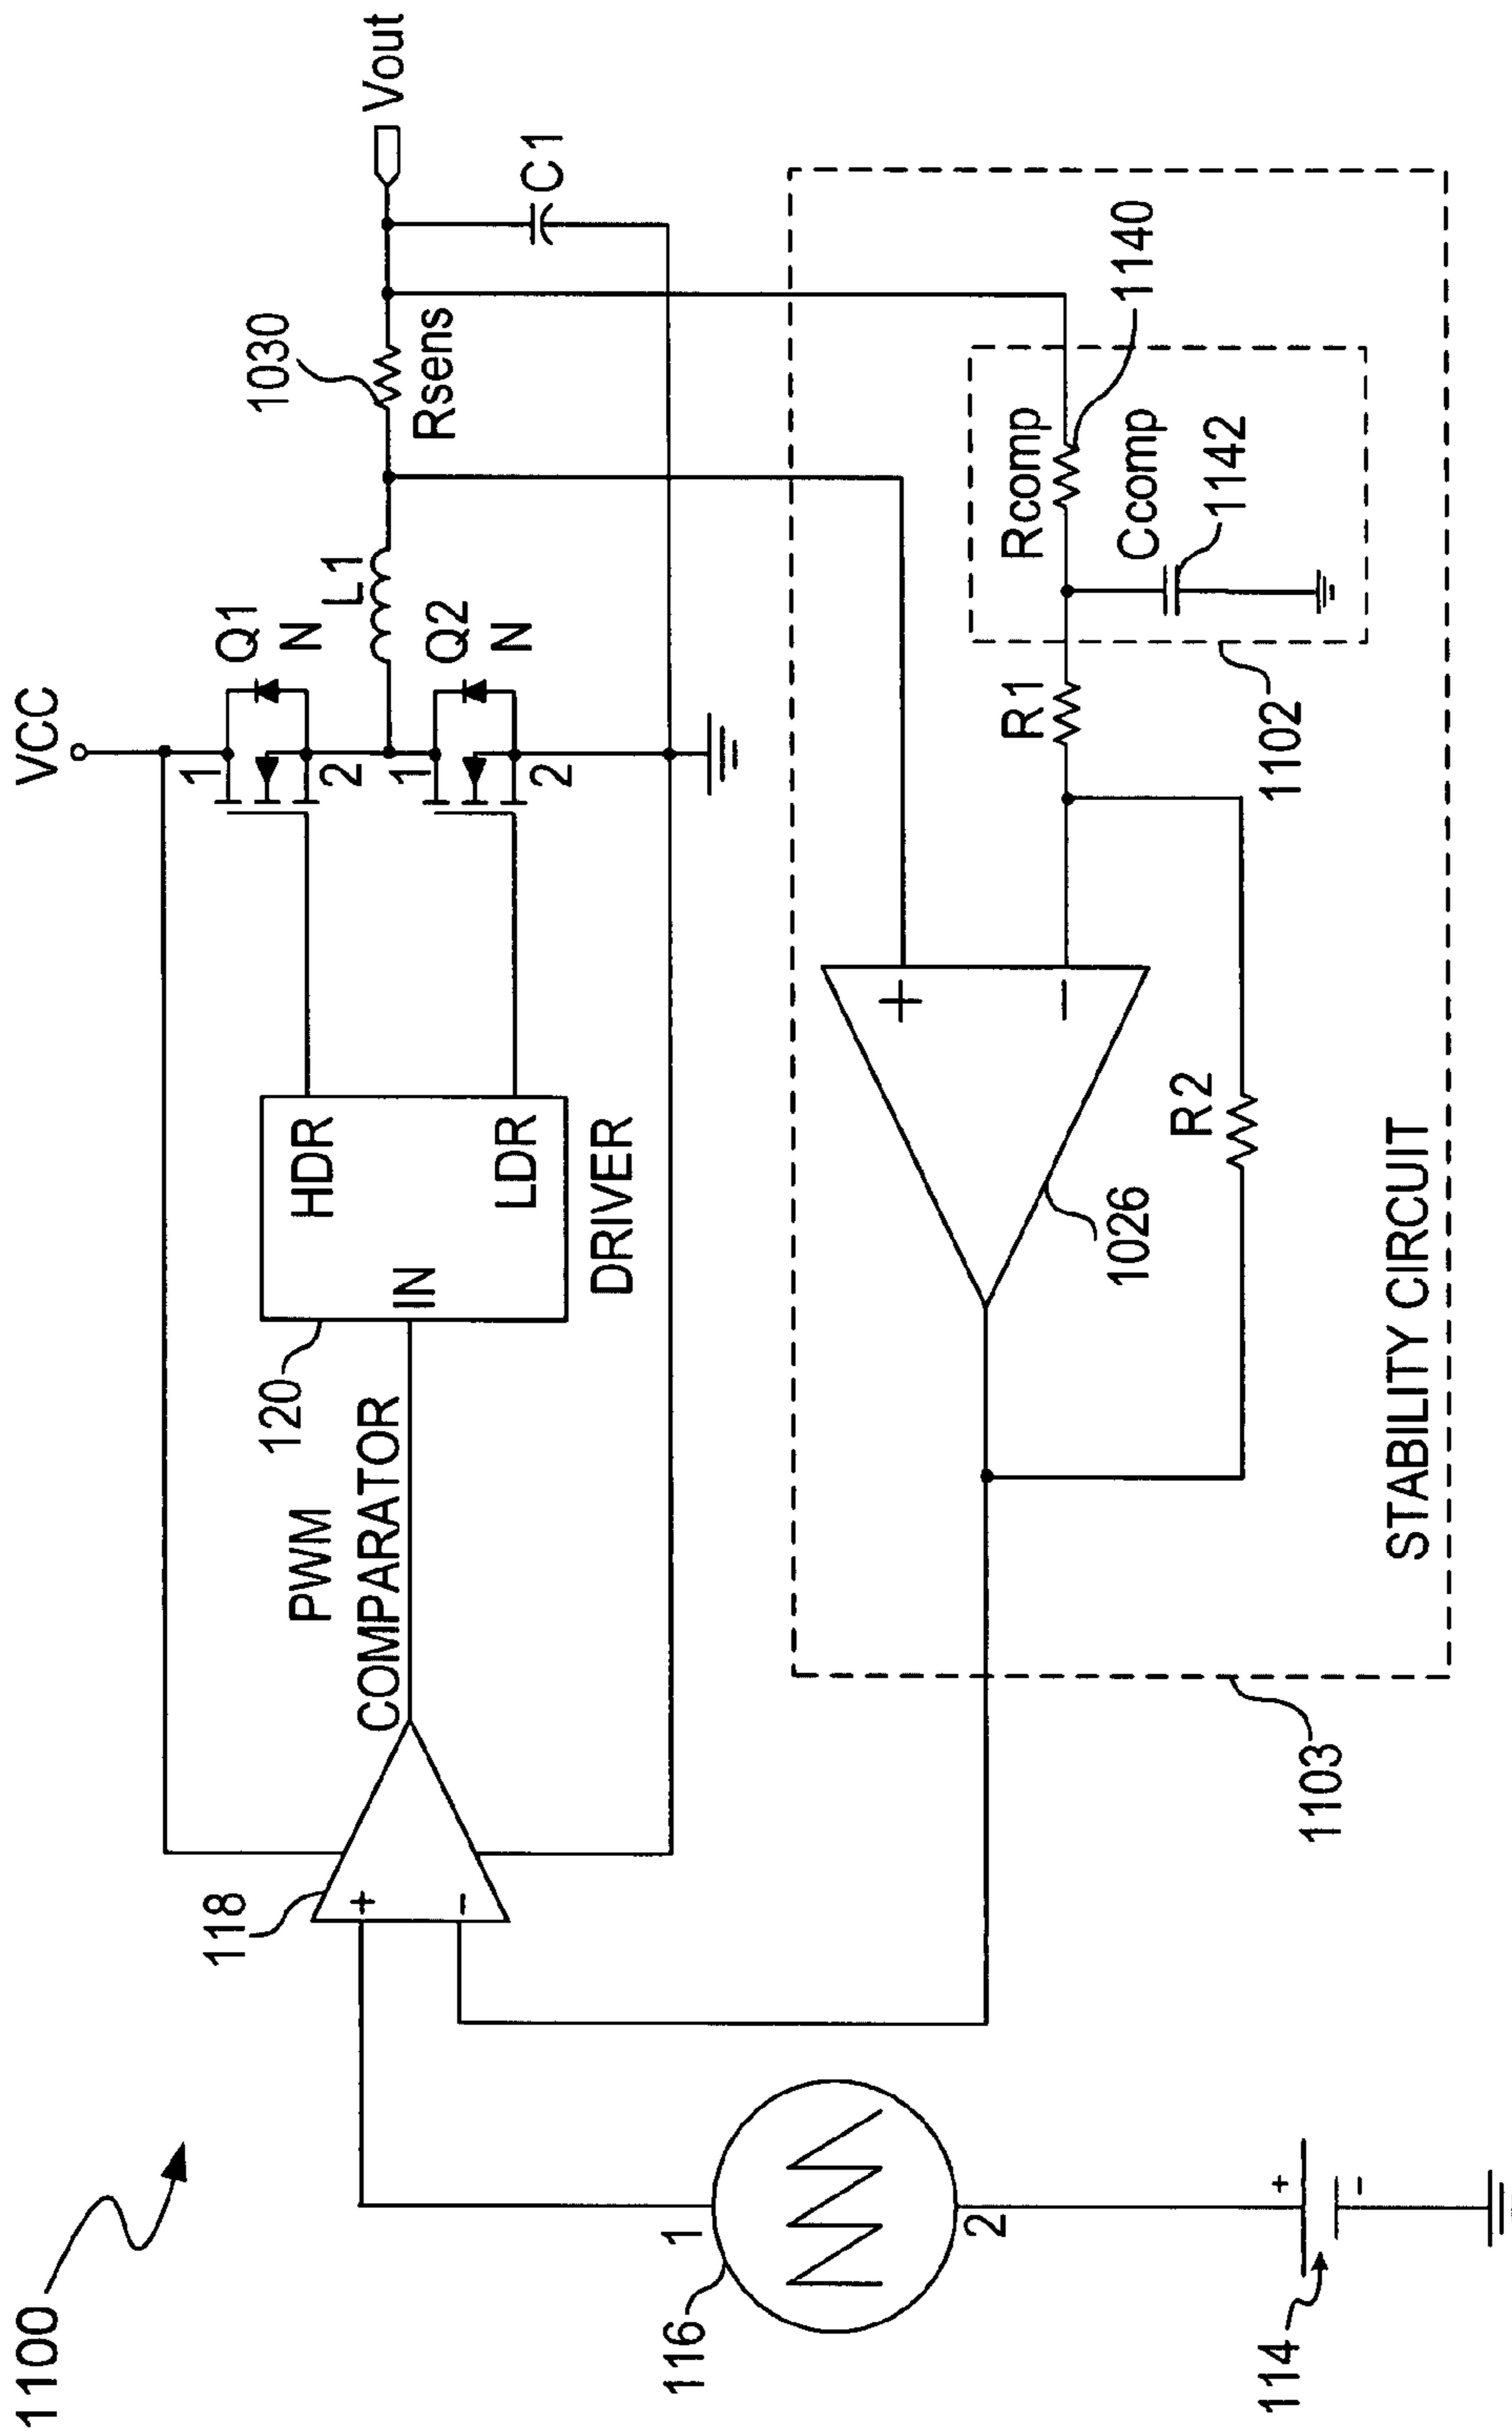 1100
VCC
118
+
-
PWM
COMPARATOR
120
IN
HDR
LDR
DRIVER
1
2
Q1
N
1
2
Q2
N
L1
1030
Rsens
Vout
C1
116
1
2
114
+
-
1103
STABILITY CIRCUIT
1026
+
-
R2
R1
1102
Rcomp
Ccomp
1140
1142